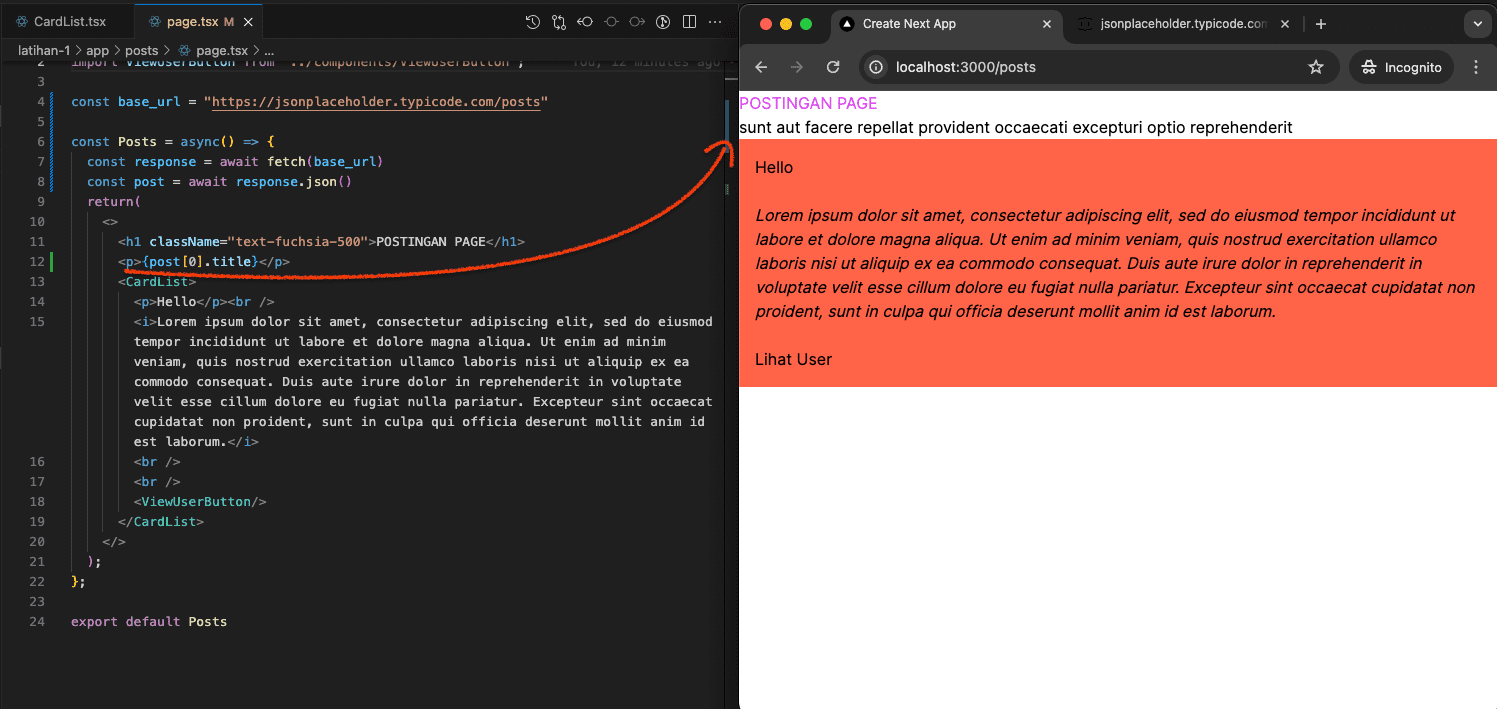 CardList.tsx
page.tsx M
latihan-1 > app > posts > page.tsx > ...
2 import ViewUserButton from "../components/ViewUserButton"; You, 12 minutes ago
3
4 const base_url = "https://jsonplaceholder.typicode.com/posts"
5
6 const Posts = async() => {
7 const response = await fetch(base_url)
8 const post = await response.json()
9 return(
10 <>
11 <h1 className="text-fuchsia-500">POSTINGAN PAGE</h1>
12 <p>{post[0].title}</p>
13 <CardList>
14 <p>Hello</p><br />
15 <i>Lorem ipsum dolor sit amet, consectetur adipiscing elit, sed do eiusmod
tempor incididunt ut labore et dolore magna aliqua. Ut enim ad minim
veniam, quis nostrud exercitation ullamco laboris nisi ut aliquip ex ea
commodo consequat. Duis aute irure dolor in reprehenderit in voluptate
velit esse cillum dolore eu fugiat nulla pariatur. Excepteur sint occaecat
cupidatat non proident, sunt in culpa qui officia deserunt mollit anim id
est laborum.</i>
16 <br />
17 <br />
18 <ViewUserButton/>
19 </CardList>
20 </>
21 );
22 };
23
24 export default Posts
Create Next App
jsonplaceholder.typicode.com
localhost:3000/posts
Incognito
POSTINGAN PAGE
sunt aut facere repellat provident occaecati excepturi optio reprehenderit
Hello
Lorem ipsum dolor sit amet, consectetur adipiscing elit, sed do eiusmod tempor incididunt ut
labore et dolore magna aliqua. Ut enim ad minim veniam, quis nostrud exercitation ullamco
laboris nisi ut aliquip ex ea commodo consequat. Duis aute irure dolor in reprehenderit in
voluptate velit esse cillum dolore eu fugiat nulla pariatur. Excepteur sint occaecat cupidatat non
proident, sunt in culpa qui officia deserunt mollit anim id est laborum.
Lihat User